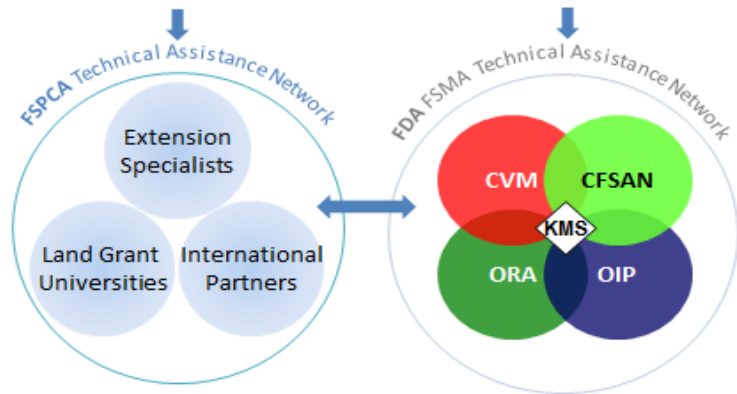 FSPCA Technical Assistance Network
Extension
Specialists
Land Grant
Universities
International
Partners
FDA FSMA Technical Assistance Network
CVM
CFSAN
KMS
ORA
OIP